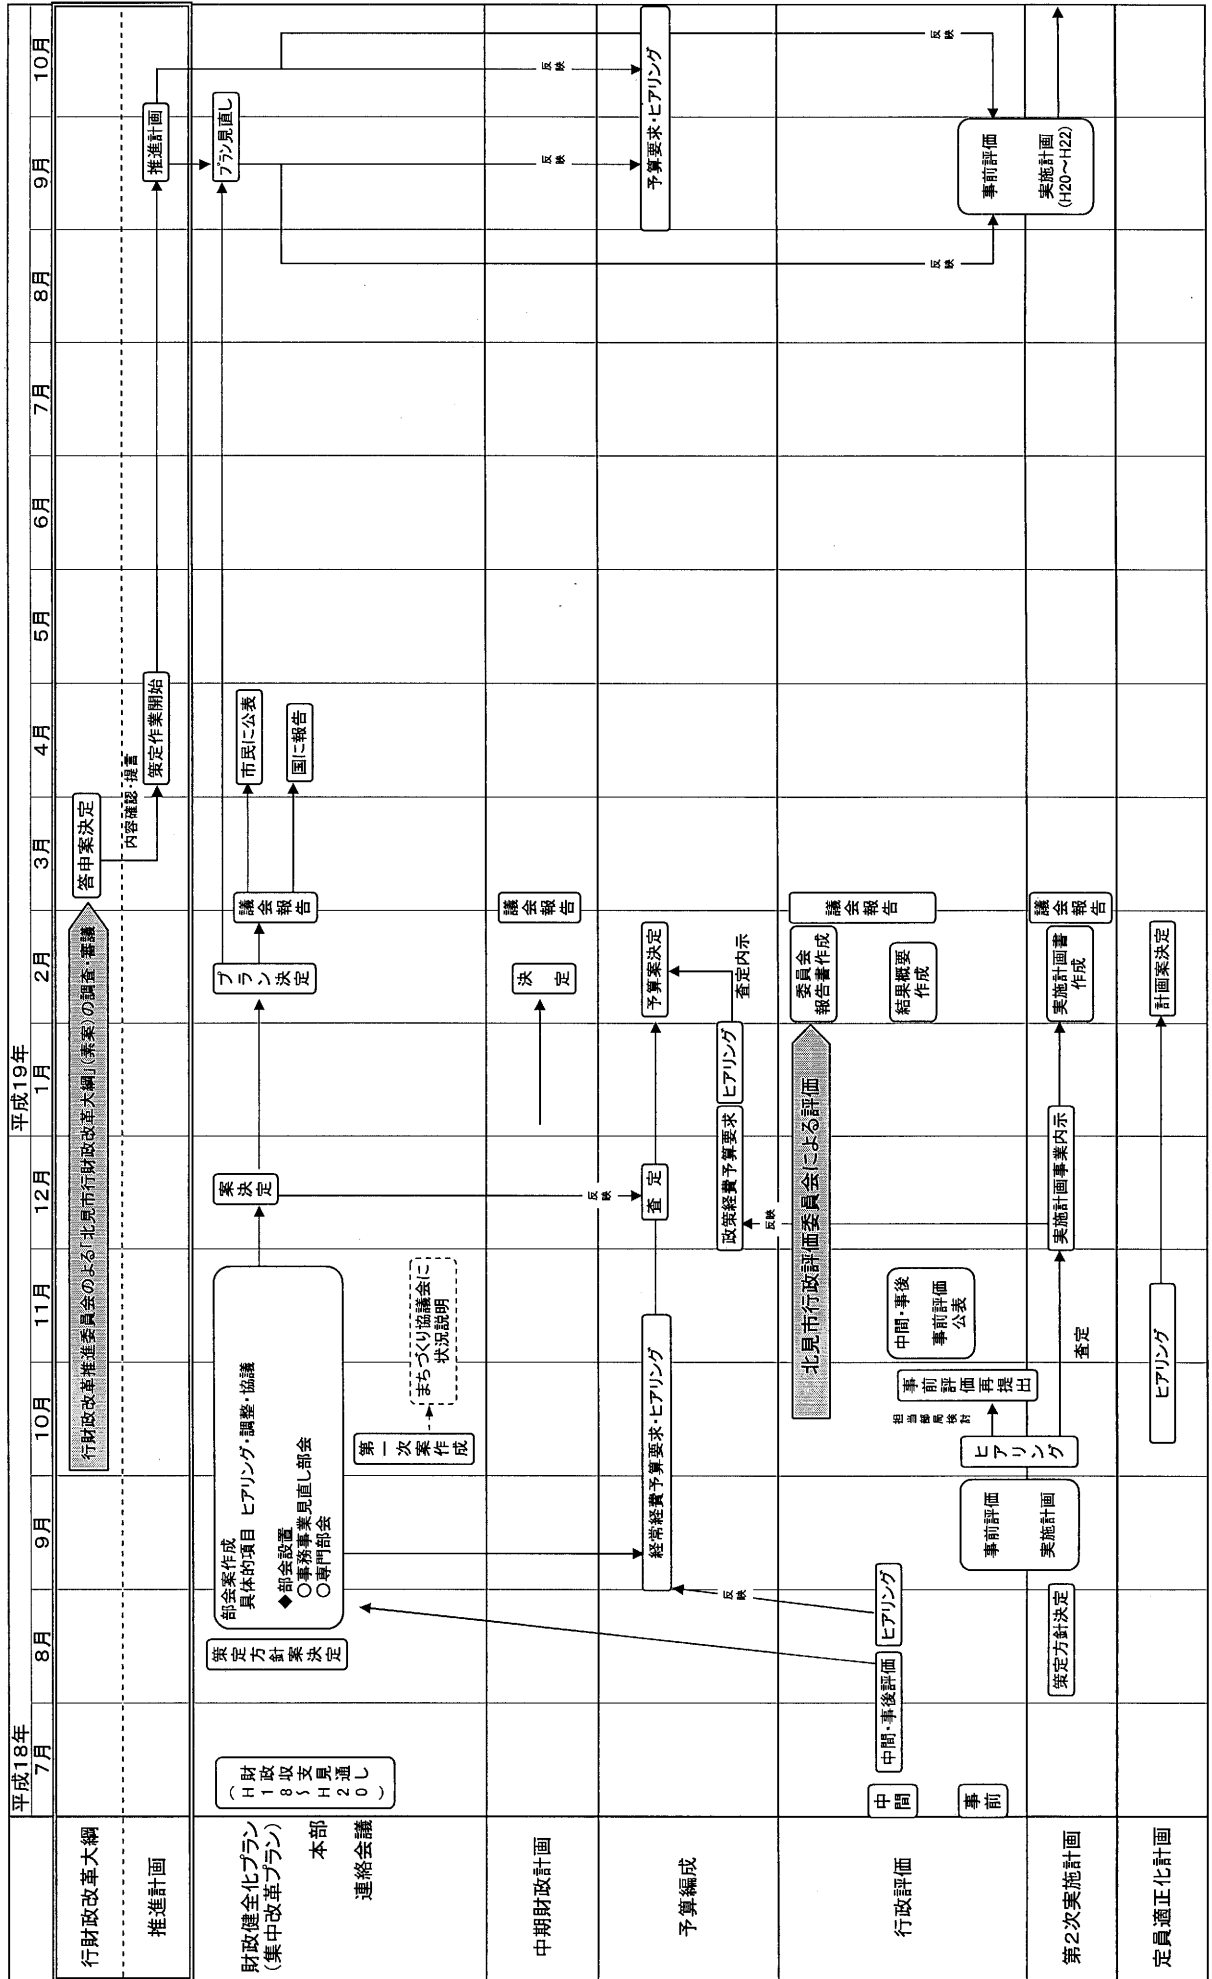 平成18年
平成19年
7月
8月
9月
10月
11月
12月
1月
2月
3月
4月
5月
6月
7月
8月
9月
10月
行財政改革大綱
行財政改革推進委員会のよる「北見市行財政改革大綱」(素案)の調査・審議
答申案決定
推進計画
内容確認・提言
策定作業開始
推進計画
財政健全化プラン
(集中改革プラン)
本部
連絡会議
財政収支見通し
(H18~H20)
策定方針案決定
部会案作成
具体的項目 ヒアリング・調整・協議
◆部会設置
○事務事業見直し部会
○専門部会
第一次案作成
まちづくり協議会に
状況説明
案決定
プラン決定
議会報告
市民に公表
国に報告
プラン見直し
中期財政計画
決定
議会報告
予算編成
経常経費予算要求・ヒアリング
反映
査定
反映
政策経費予算要求
反映
ヒアリング
査定内示
予算案決定
反映
反映
予算要求・ヒアリング
行政評価
中間
事前
中間・事後評価
ヒアリング
事前評価
実施計画
ヒアリング
担当部局検討
事前評価再提出
中間・事後
事前評価
公表
北見市行政評価委員会による評価
委員会
報告書作成
結果概要
作成
議会報告
反映
反映
事前評価
実施計画
(H20~H22)
第2次実施計画
策定方針決定
査定
実施計画事業内示
実施計画書
作成
議会報告
定員適正化計画
ヒアリング
計画案決定